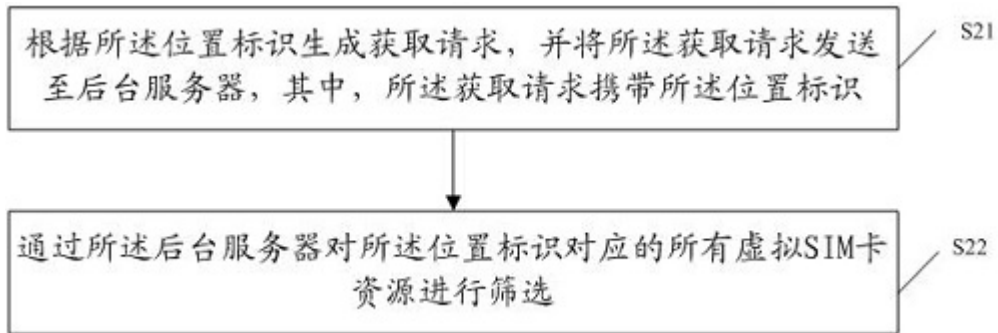 根据所述位置标识生成获取请求，并将所述获取请求发送
至后台服务器，其中，所述获取请求携带所述位置标识
S21
通过所述后台服务器对所述位置标识对应的所有虚拟SIM卡
资源进行筛选
S22